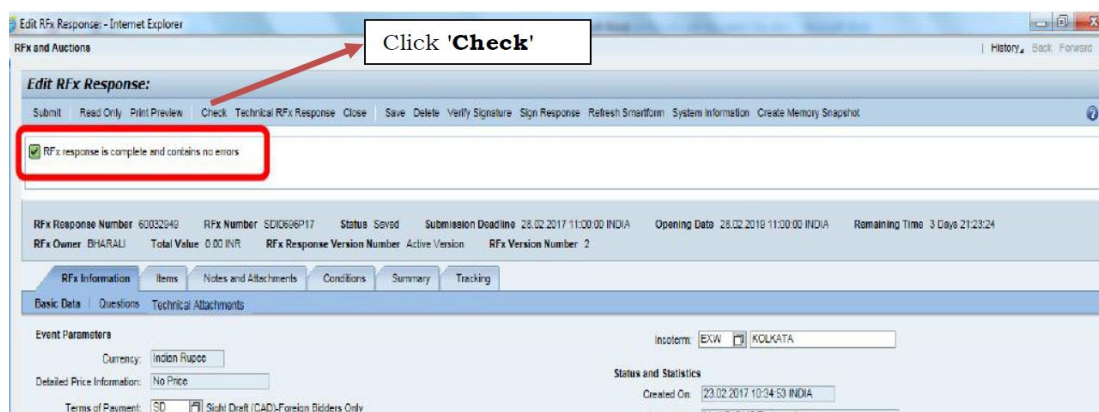 Edit RFx Response: - Internet Explorer
Click 'Check'
RFx and Auctions
History Back Forward
Edit RFx Response:
Submit Read Only Print Preview Check Technical RFx Response Close Save Delete Verify Signature Sign Response Refresh Smartform System Information Create Memory Snapshot
RFx response is complete and contains no errors
RFx Response Number 60032949 RFx Number SDI0696P17 Status Saved Submission Deadline 28.02.2017 11:00:00 INDIA Opening Date 28.02.2019 11:00:00 INDIA Remaining Time 3 Days 21:23:24
RFx Owner BHARALI Total Value 0.00 INR RFx Response Version Number Active Version RFx Version Number 2
RFx Information Items Notes and Attachments Conditions Summary Tracking
Basic Data Questions Technical Attachments
Event Parameters
Incoterm: EXW KOLKATA
Currency: Indian Rupee
Status and Statistics
Detailed Price Information: No Price
Created On: 23.02.2017 10:34:53 INDIA
Terms of Payment: SD Sight Draft (CAD)-Foreign Bidders Only